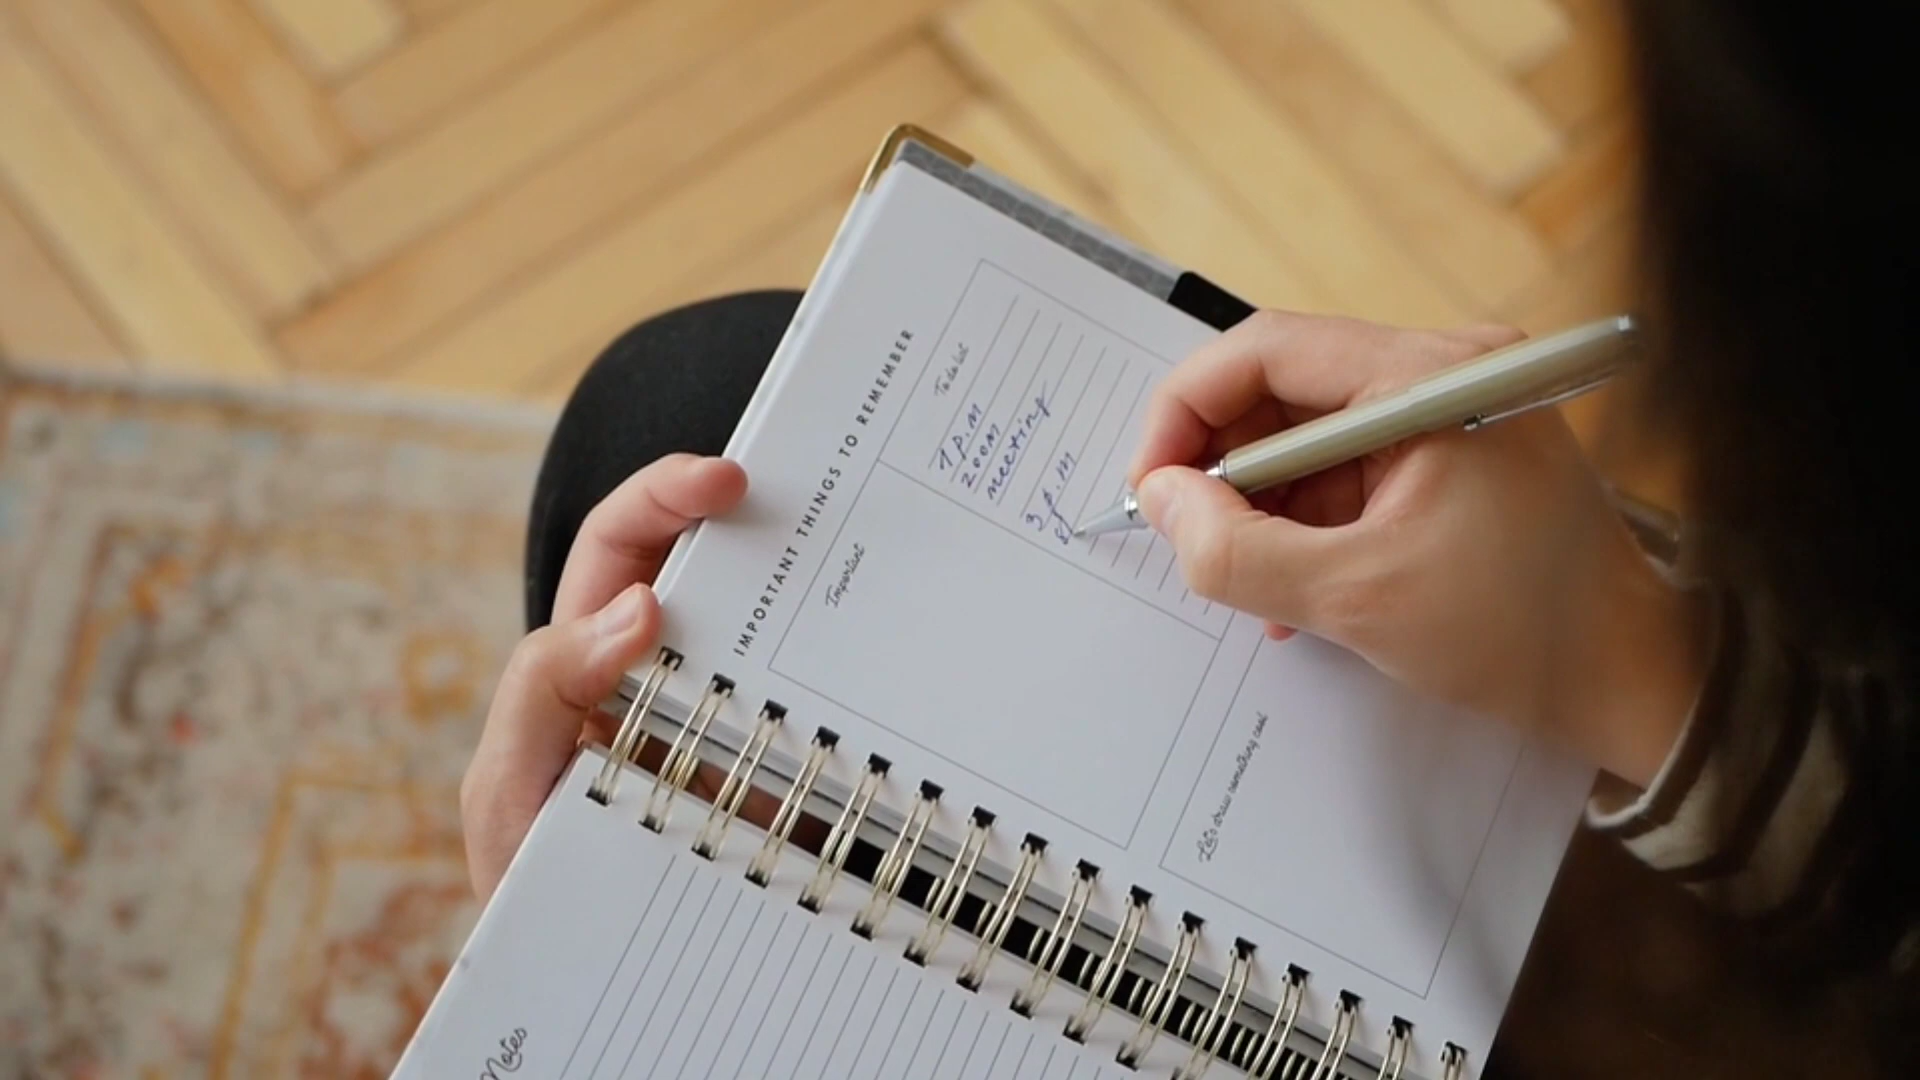 IMPORTANT THINGS TO REMEMBER
To do list
1 p.m
zoom
meeting
3 p.m
Important
Let's draw something cool
Notes